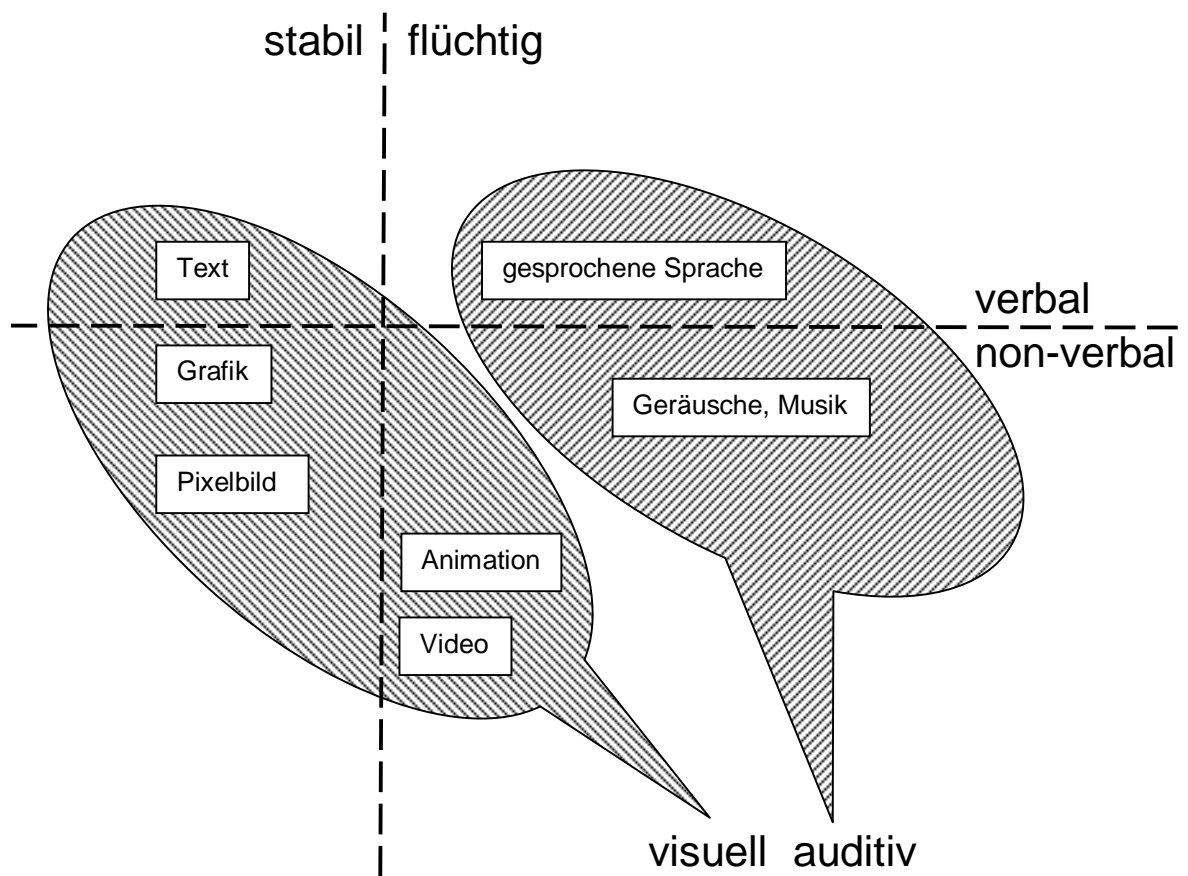 stabil flüchtig
Text
gesprochene Sprache
verbal
non-verbal
Grafik
Geräusche, Musik
Pixelbild
Animation
Video
visuell auditiv